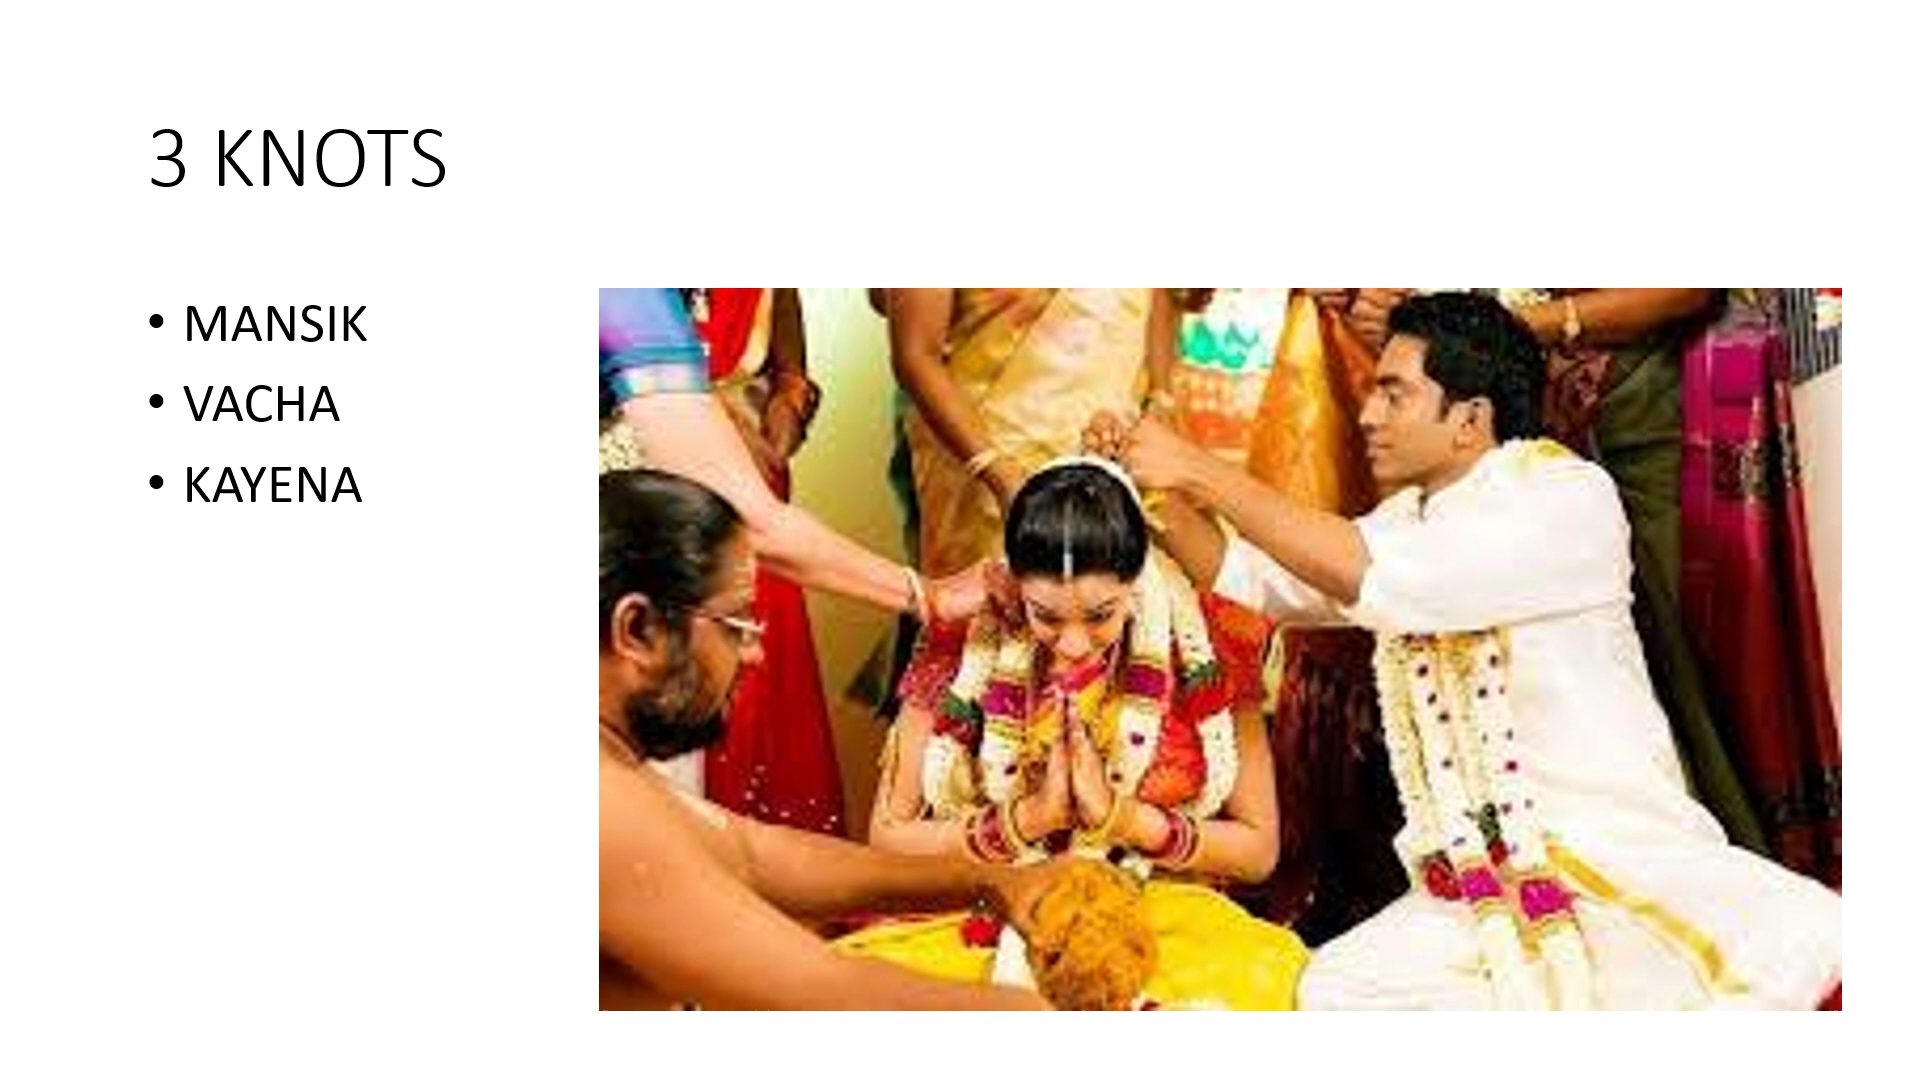 3 KNOTS
• MANSIK
• VACHA
• KAYENA